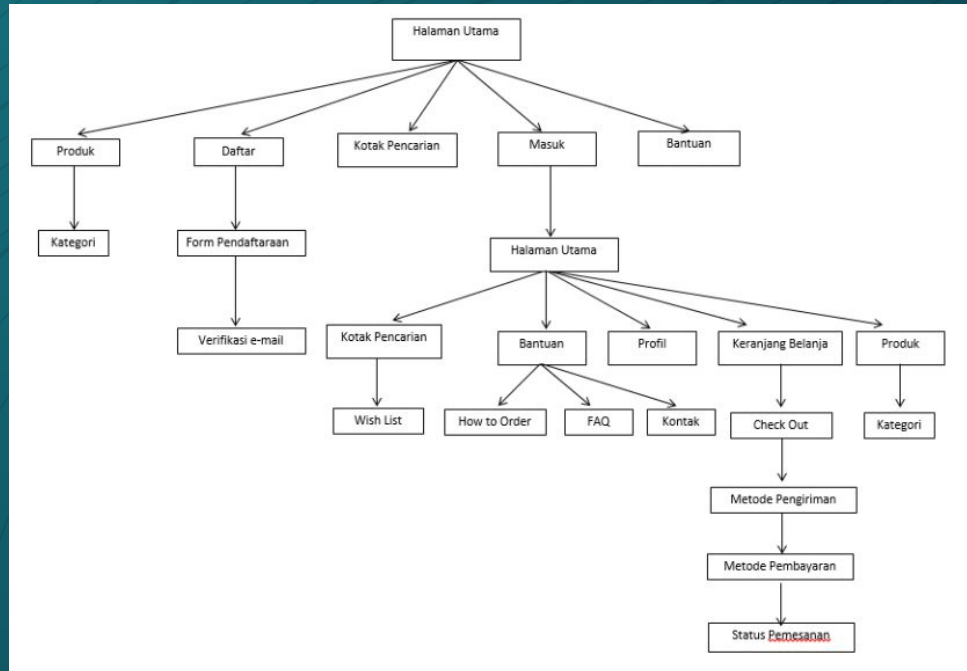 Halaman Utama
Produk
Daftar
Kotak Pencarian
Masuk
Bantuan
Kategori
Form Pendaftaraan
Halaman Utama
Verifikasi e-mail
Kotak Pencarian
Bantuan
Profil
Keranjang Belanja
Produk
Wish List
How to Order
FAQ
Kontak
Check Out
Kategori
Metode Pengiriman
Metode Pembayaran
Status Pemesanan